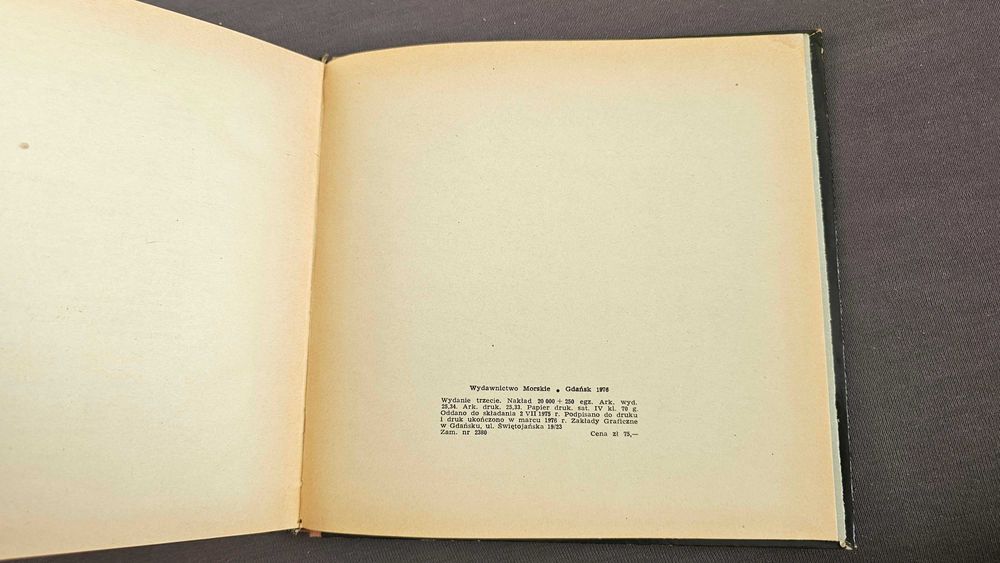 Wydawnictwo Morskie • Gdańsk 1976
Wydanie trzecie. Nakład 20 000 + 250 egz. Ark. wyd.
25,34. Ark. druk. 25,33. Papier druk. sat. IV kl. 70 g.
Oddano do składania 2 VII 1975 r. Podpisano do druku
i druk ukończono w marcu 1976 r. Zakłady Graficzne
w Gdańsku, ul. Świętojańska 19/23
Zam. nr 2380 Cena zł 75,—